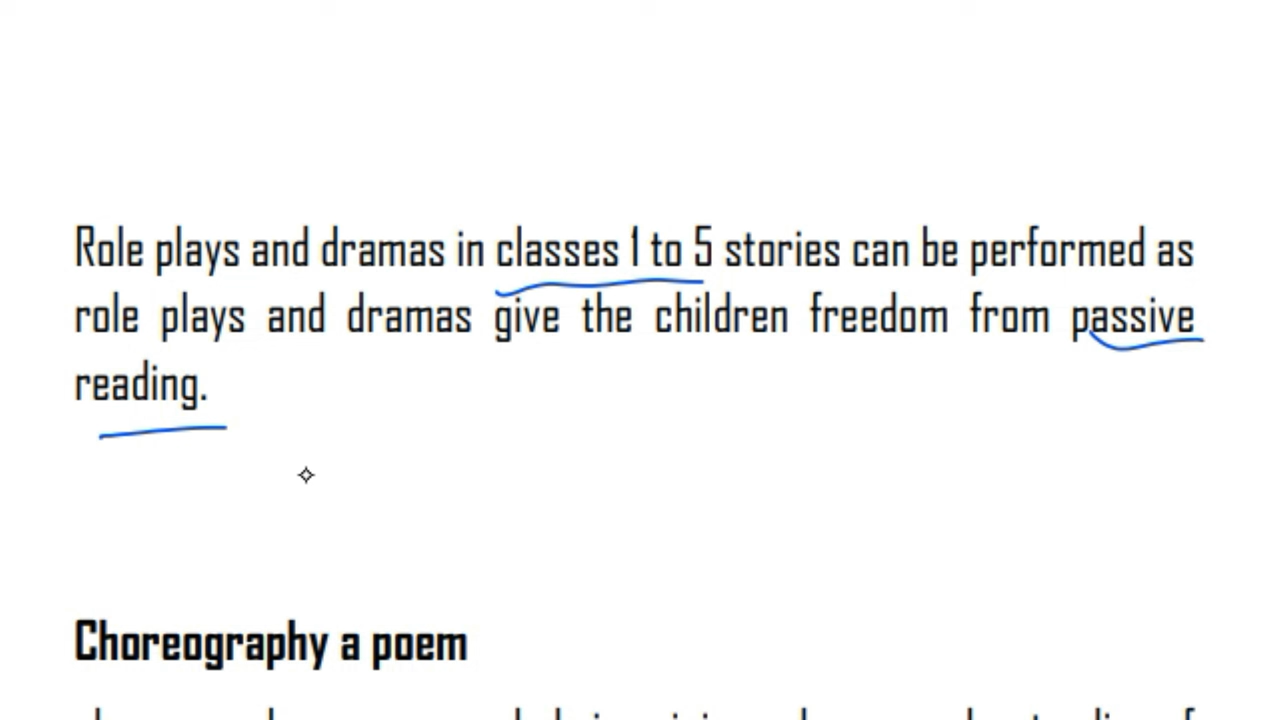 Role plays and dramas in classes 1 to 5 stories can be performed as
role plays and dramas give the children freedom from passive
reading.
Choreography a poem